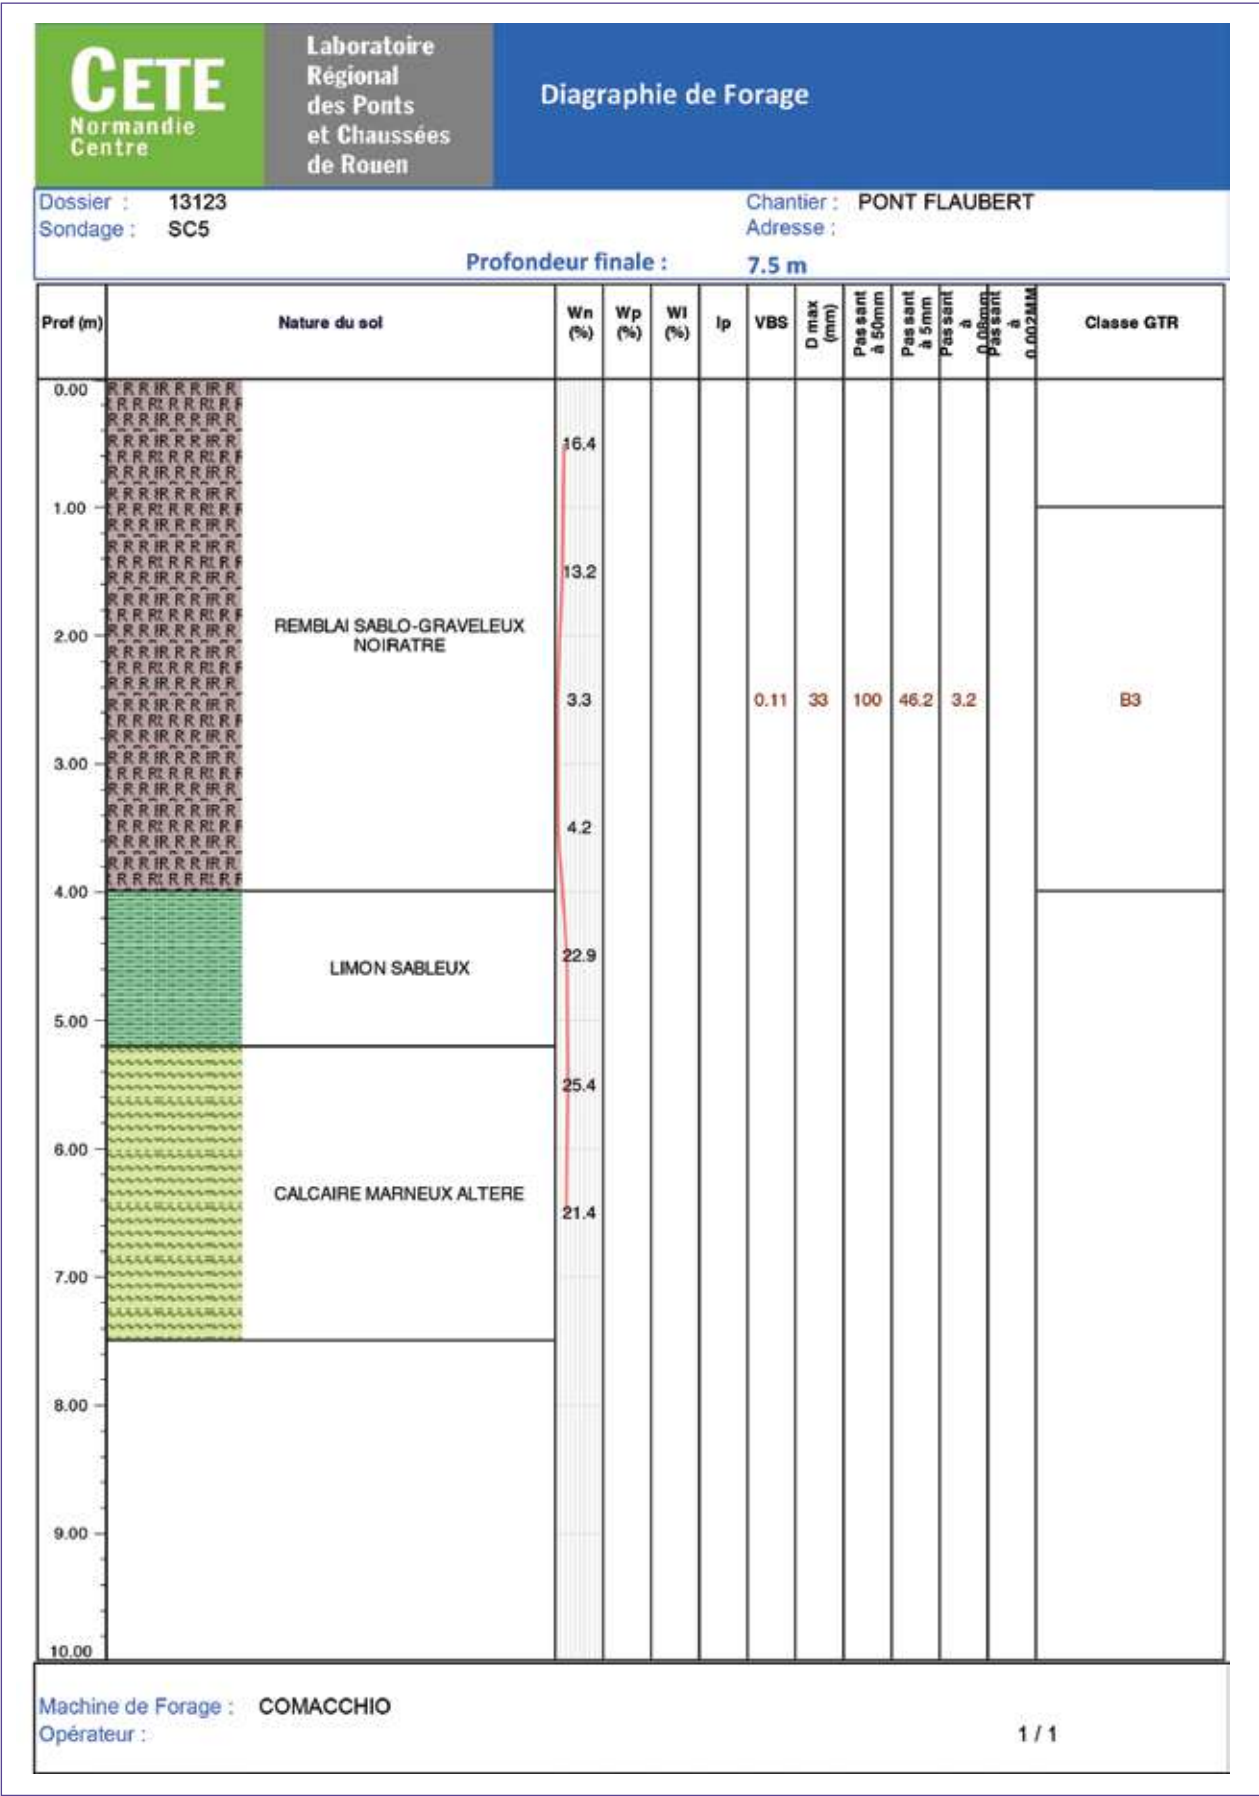 CETE
Normandie
Centre
Laboratoire
Régional
des Ponts
et Chaussées
de Rouen
Diagraphie de Forage
Dossier : 13123
Sondage : SC5
Chantier : PONT FLAUBERT
Adresse :
Profondeur finale : 7.5 m
Prof (m)
Nature du sol
Wn
(%)
Wp
(%)
Wl
(%)
Ip
VBS
D max
(mm)
Passant
à 50mm
Passant
à 5mm
Passant
à
0.08mm
Passant
à
0.002MM
Classe GTR
0.00
16.4
1.00
13.2
REMBLAI SABLO-GRAVELEUX
NOIRATRE
2.00
3.3 0.11 33 100 46.2 3.2 B3
3.00
4.2
4.00
22.9
LIMON SABLEUX
5.00
25.4
6.00
CALCAIRE MARNEUX ALTERE
21.4
7.00
8.00
9.00
10.00
Machine de Forage : COMACCHIO
Opérateur :
1 / 1